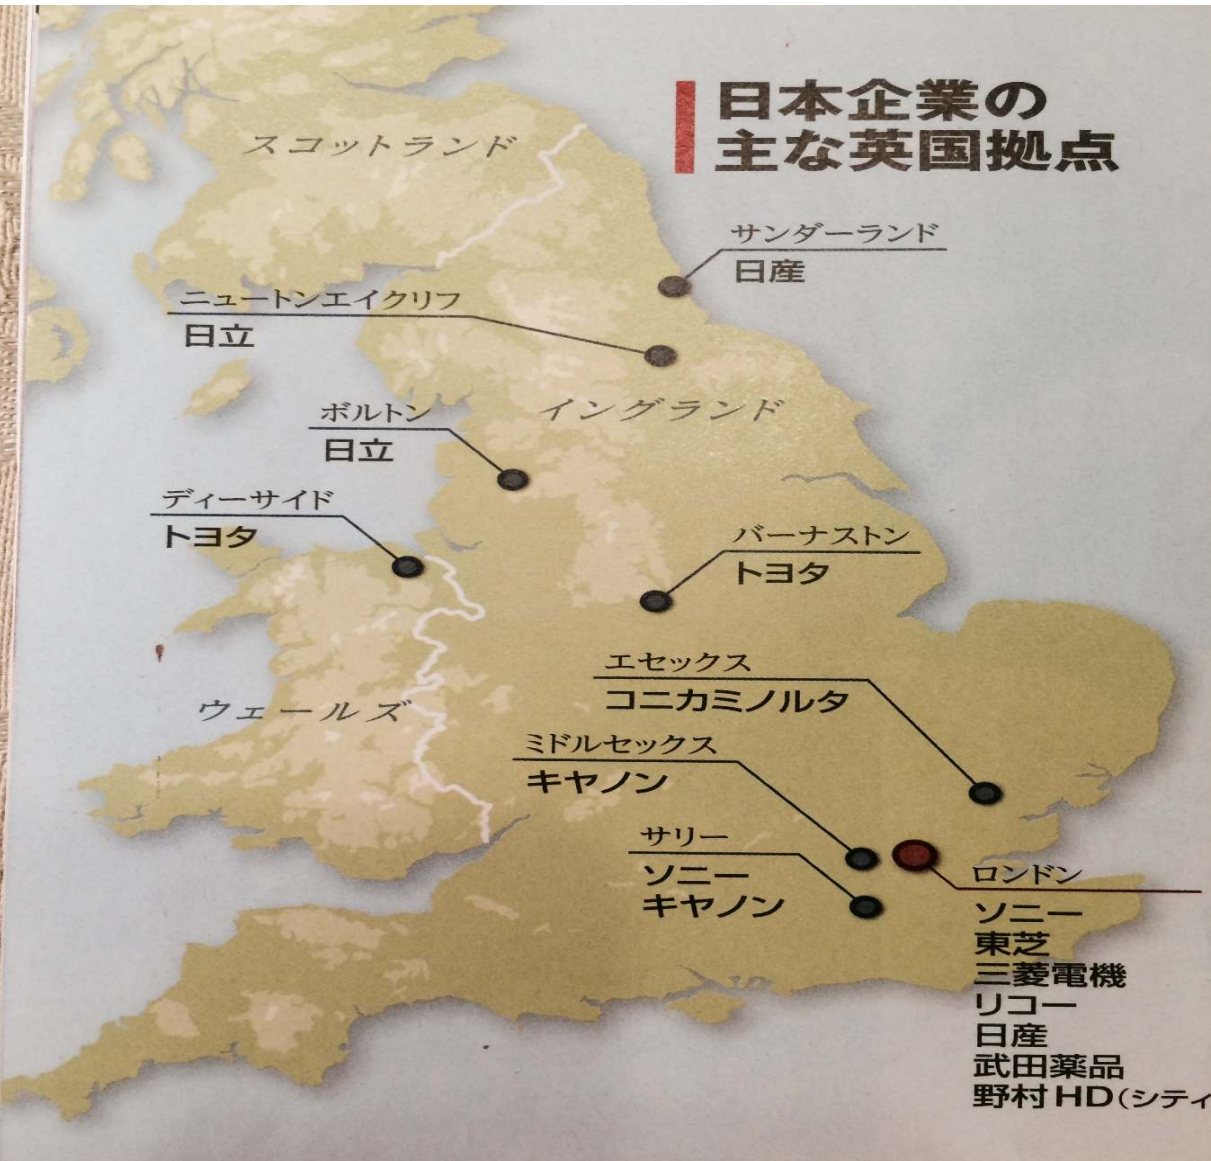 日本企業の
主な英国拠点
スコットランド
サンダーランド
日産
ニュートンエイクリフ
日立
イングランド
ボルトン
日立
ディーサイド
トヨタ
バーナストン
トヨタ
エセックス
コニカミノルタ
ウェールズ
ミドルセックス
キヤノン
サリー
ソニー
キヤノン
ロンドン
ソニー
東芝
三菱電機
リコー
日産
武田薬品
野村HD(シティ